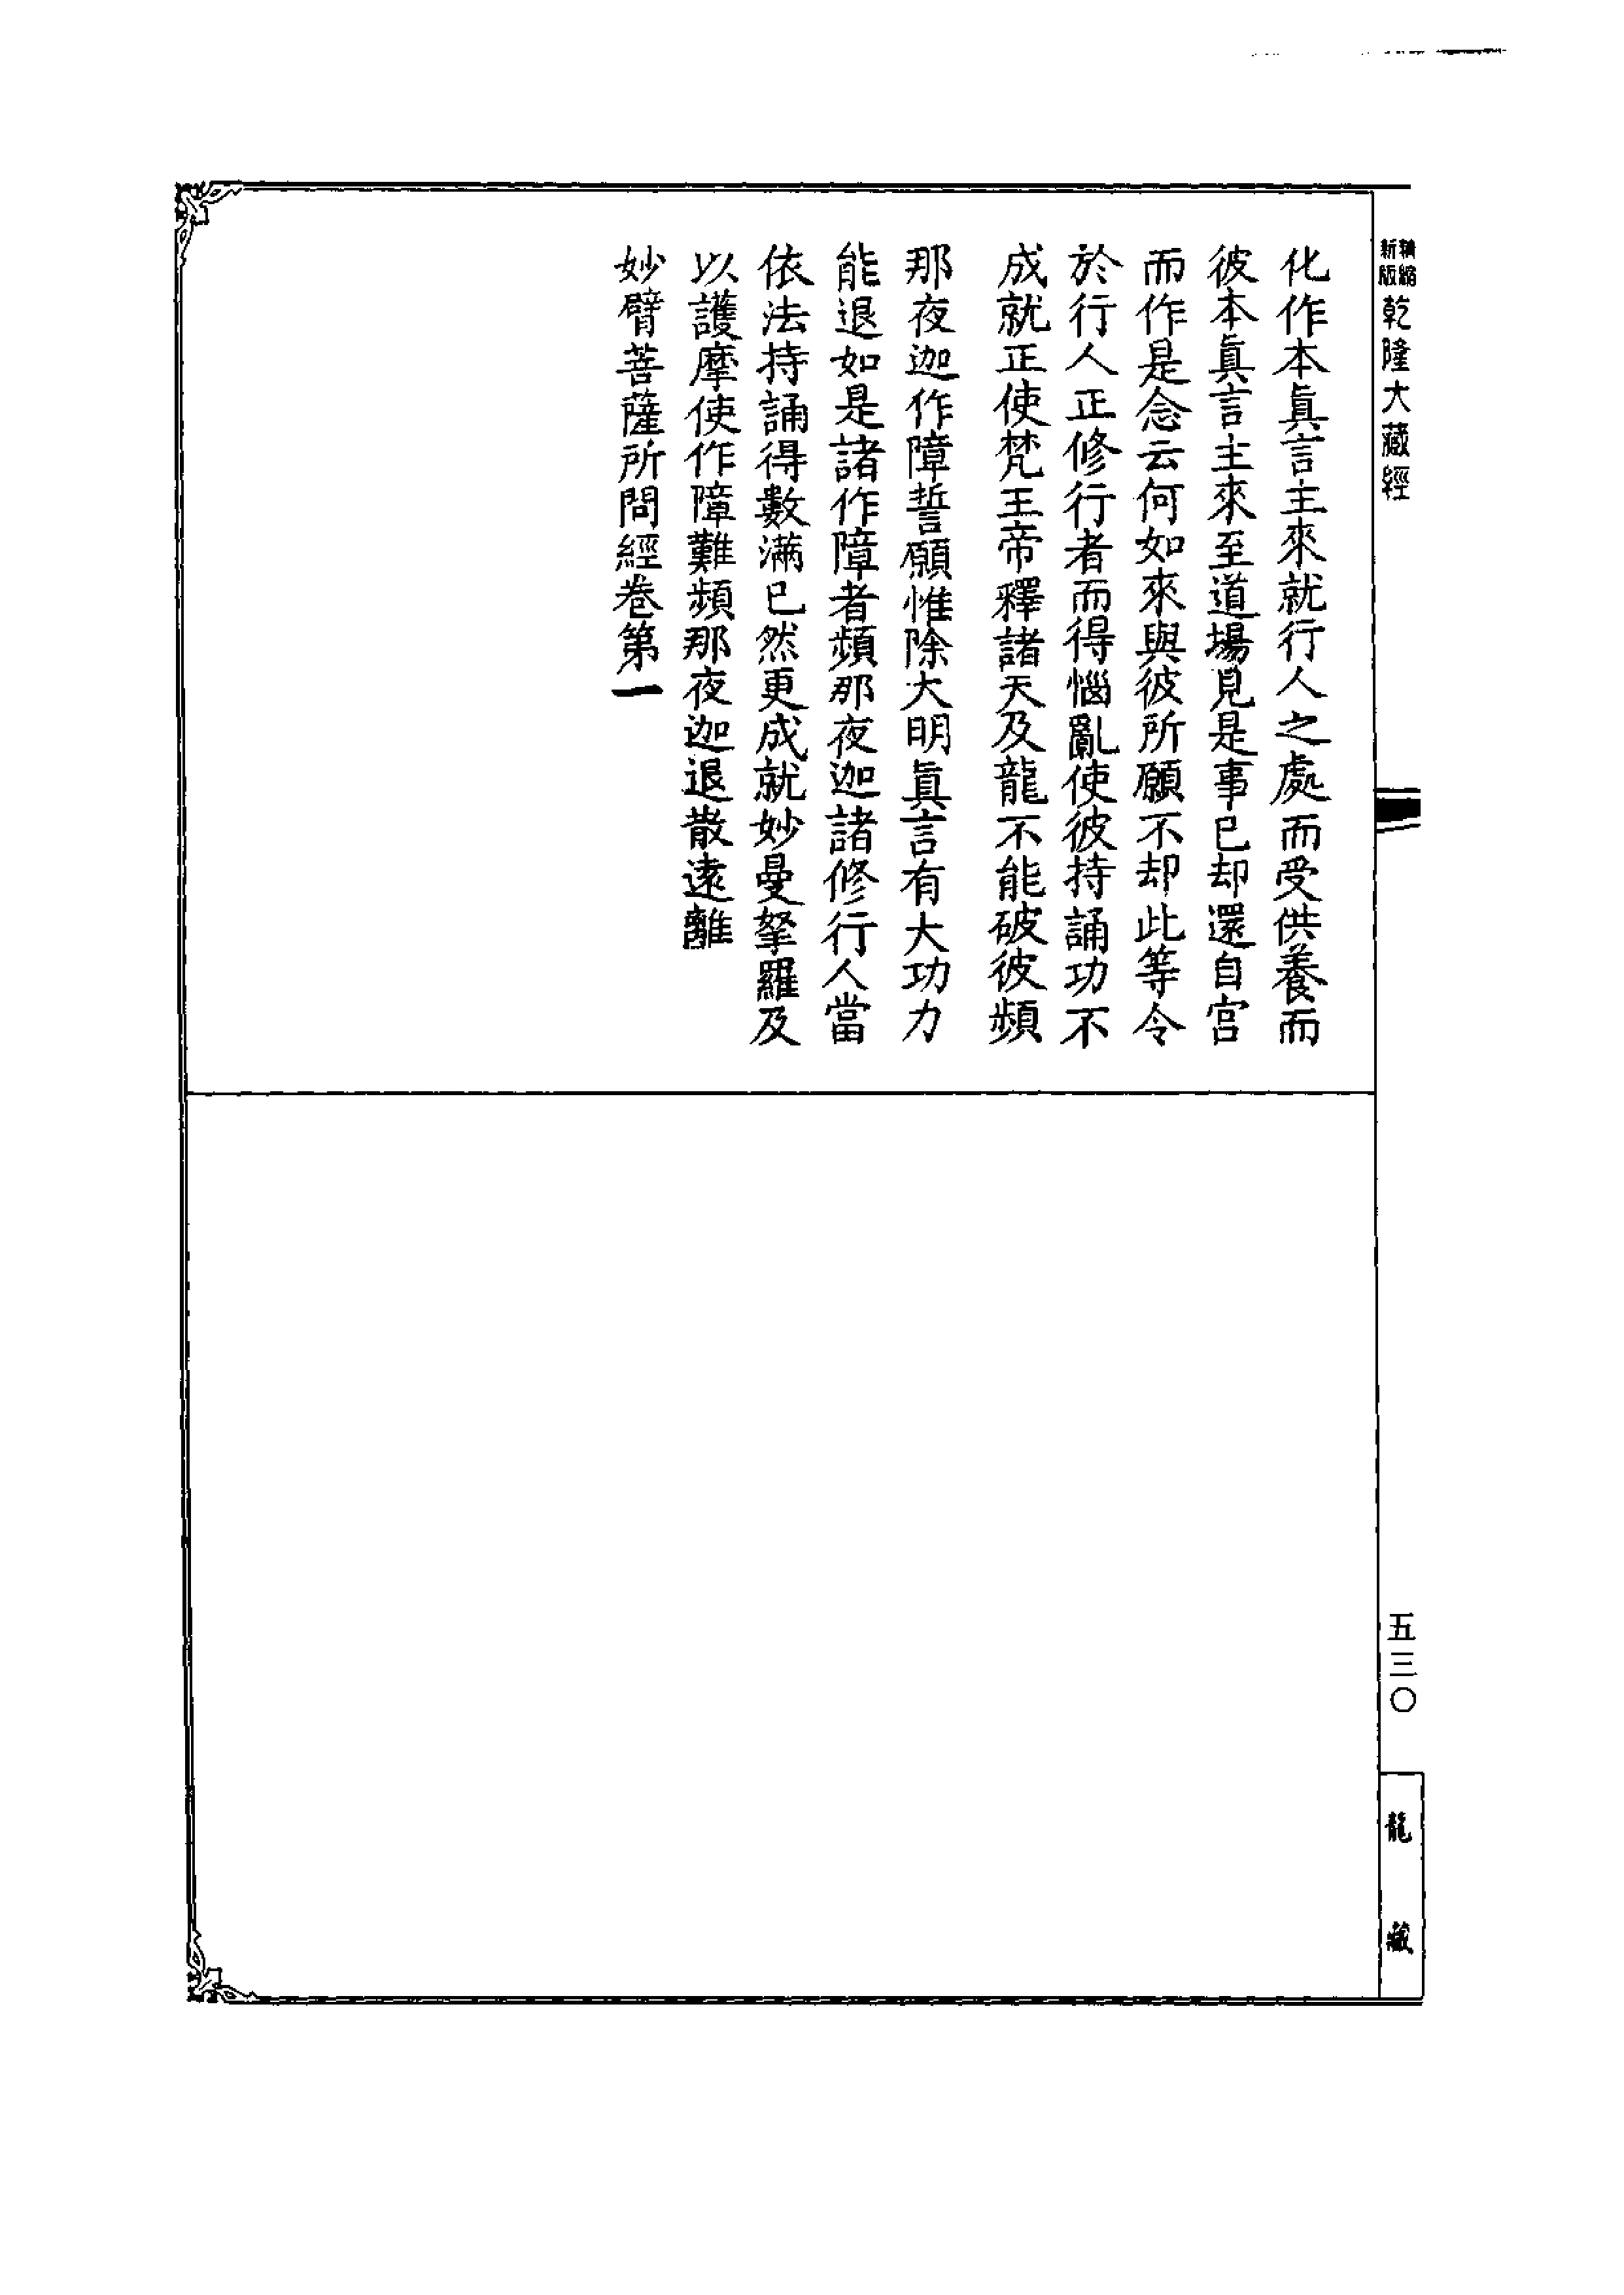 新版精縮乾隆大藏經
化作本眞言主來就行人之處而受供養而
彼本眞言主來至道場見是事已却還自宫
而作是念云何如來與彼所願不却此等令
於行人正修行者而得惱亂使彼持誦功不
成就正使梵王帝釋諸天及龍不能破彼頻
那夜迦作障誓願惟除大明眞言有大功力
能退如是諸作障者頻那夜迦諸修行人當
依法持誦得數滿已然更成就妙曼拏羅及
以護摩使作障難頻那夜迦退散遠離
妙臂菩薩所問經卷第一
五三〇
龍藏